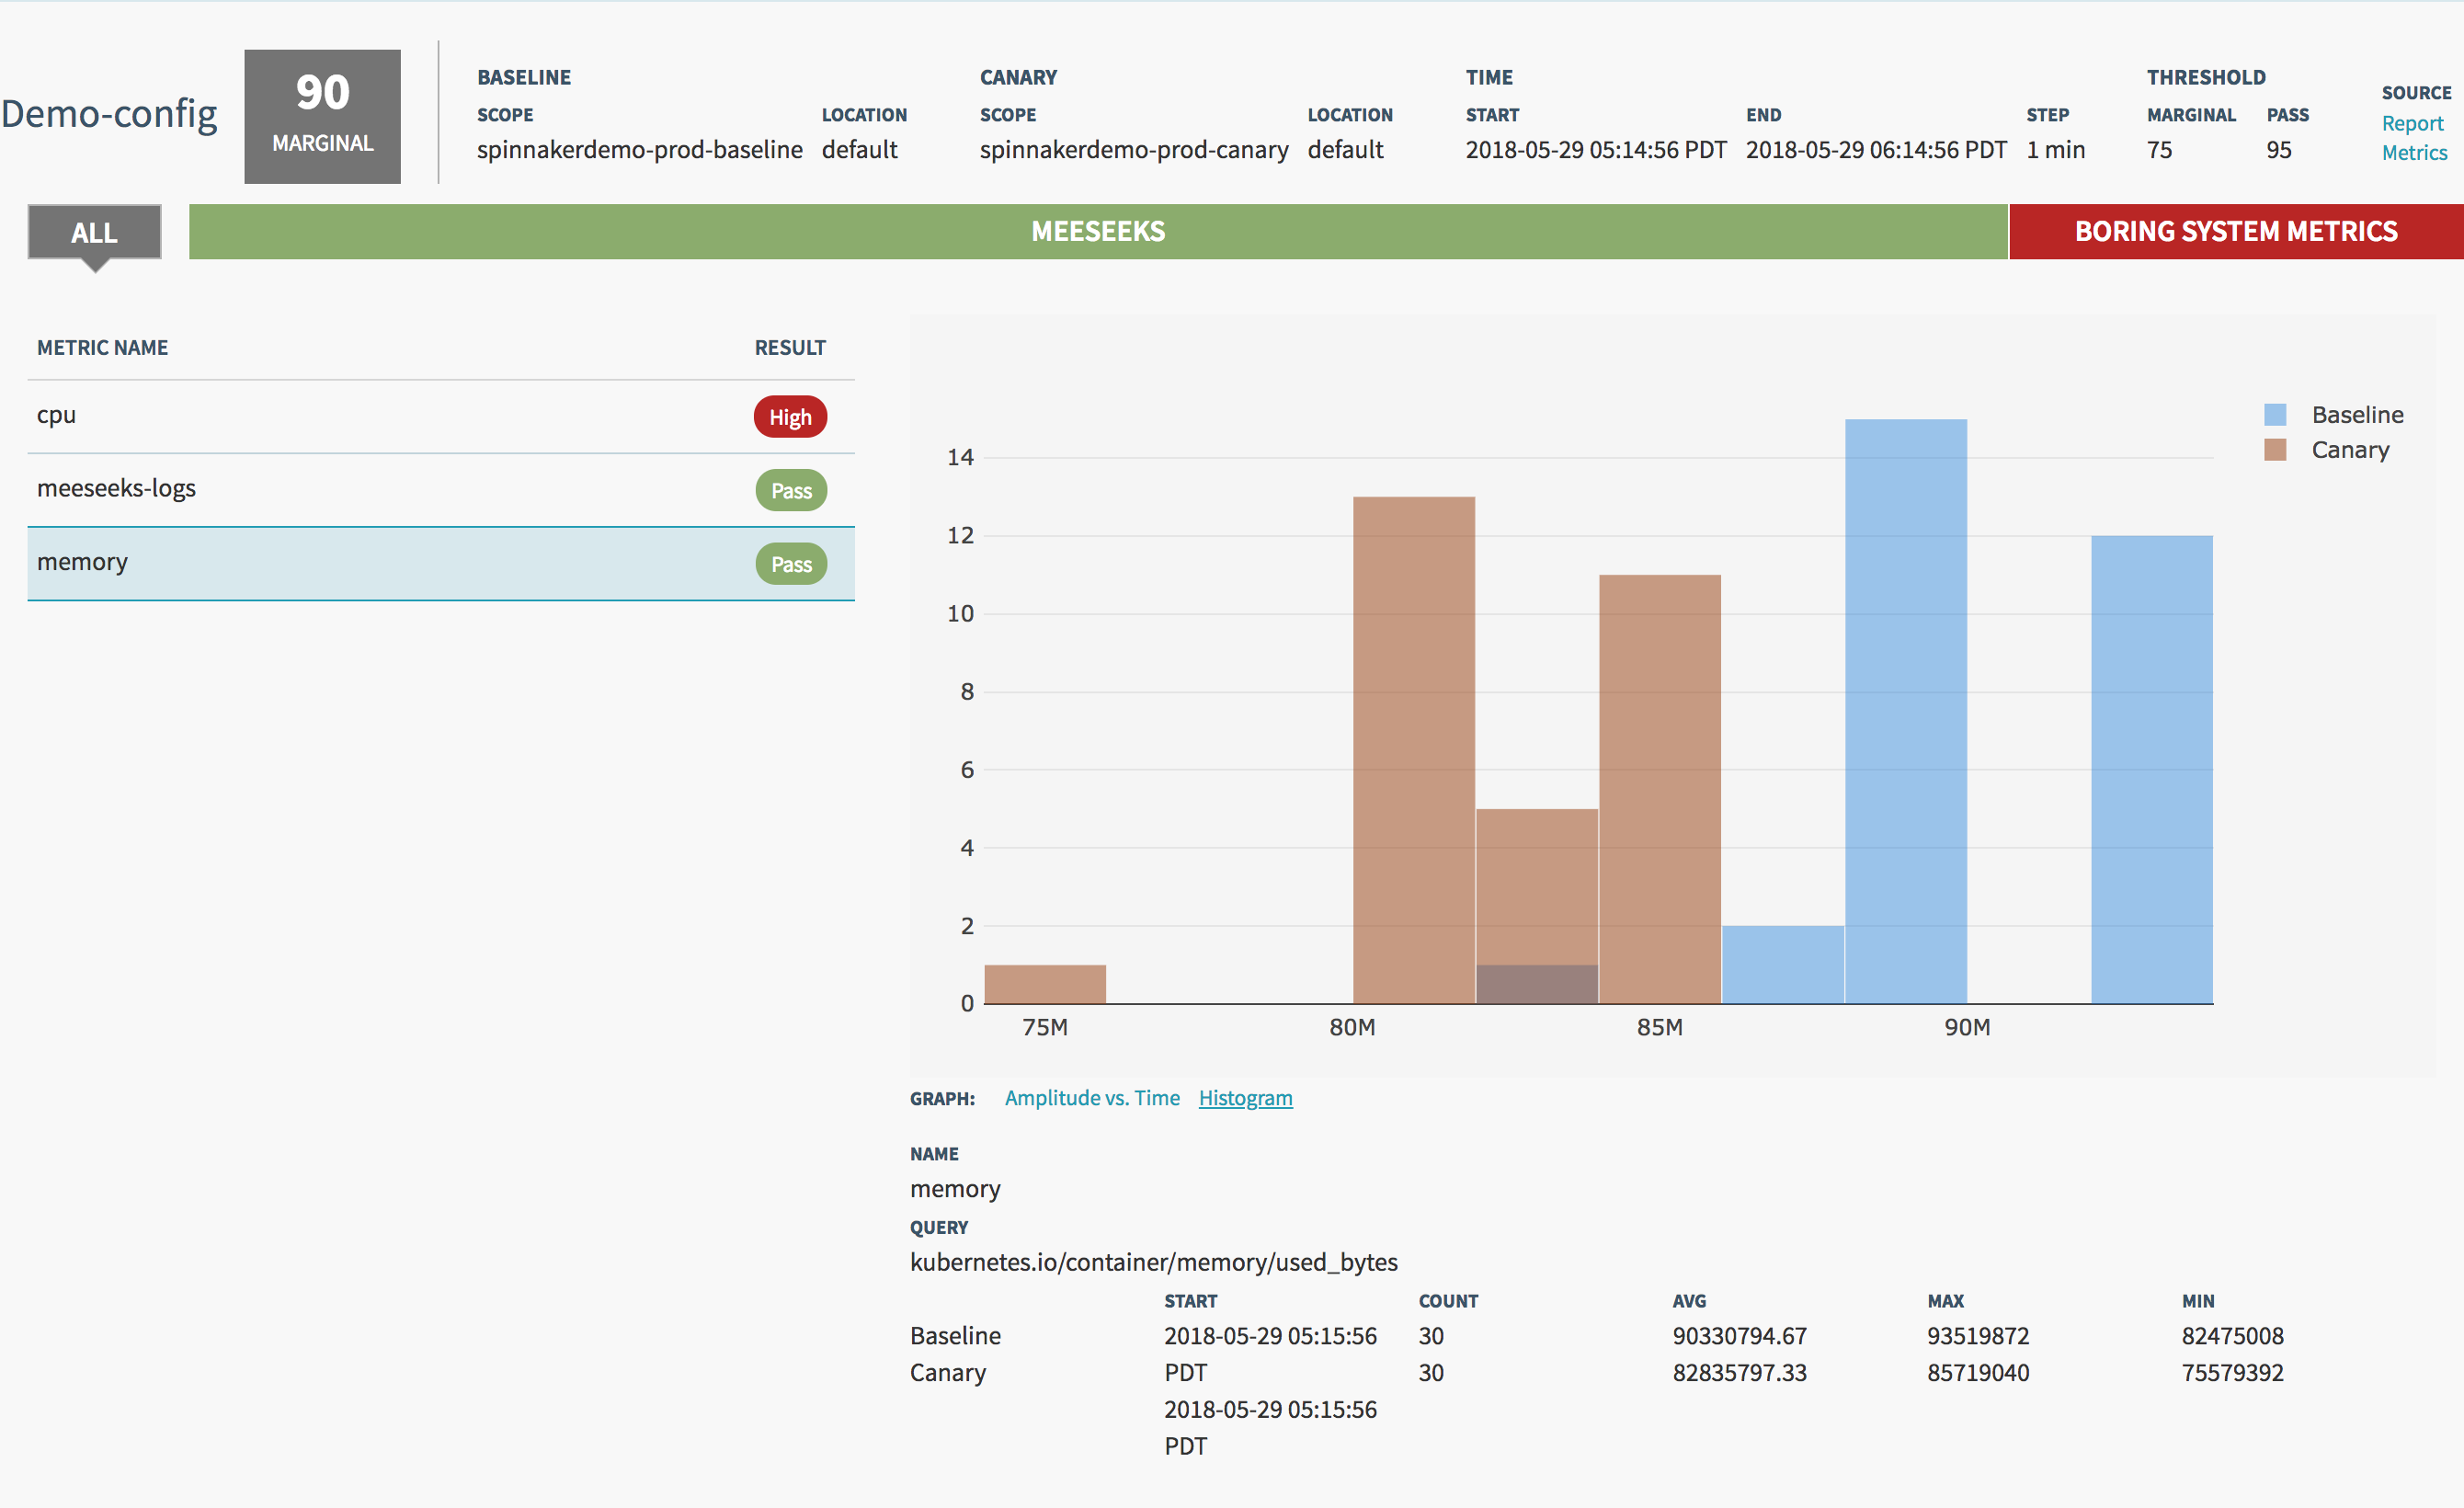 Demo-config
90
MARGINAL
BASELINE
SCOPE LOCATION
spinnakerdemo-prod-baseline default
CANARY
SCOPE LOCATION
spinnakerdemo-prod-canary default
TIME
START END STEP
2018-05-29 05:14:56 PDT 2018-05-29 06:14:56 PDT 1 min
THRESHOLD
MARGINAL PASS
75 95
SOURCE
Report
Metrics
ALL MEESEEKS BORING SYSTEM METRICS
METRIC NAME RESULT
cpu High
meeseeks-logs Pass
memory Pass
Baseline
Canary
14
12
10
8
6
4
2
0
75M 80M 85M 90M
GRAPH: Amplitude vs. Time Histogram
NAME
memory
QUERY
kubernetes.io/container/memory/used_bytes
START COUNT AVG MAX MIN
Baseline 2018-05-29 05:15:56 30 90330794.67 93519872 82475008
Canary PDT 30 82835797.33 85719040 75579392
2018-05-29 05:15:56
PDT